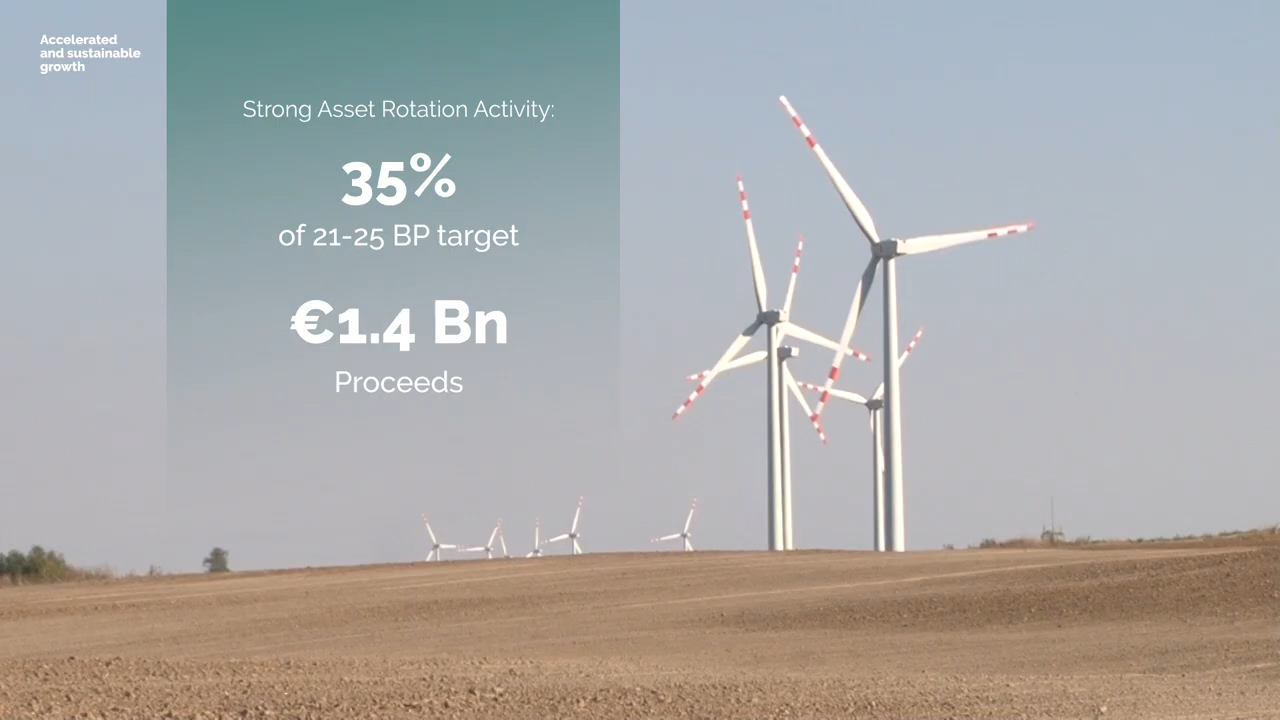 Accelerated
and sustainable
growth
Strong Asset Rotation Activity:
35%
of 21-25 BP target
€1.4 Bn
Proceeds